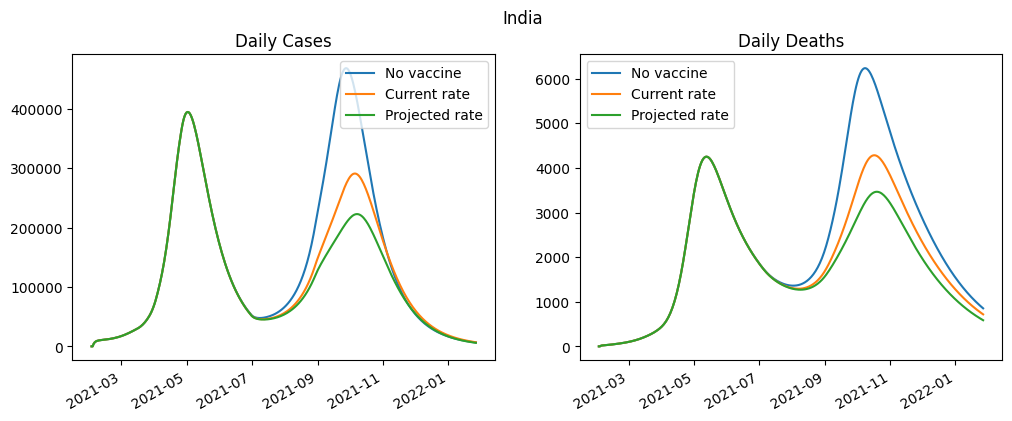 India
Daily Cases
No vaccine
Current rate
Projected rate
400000
300000
200000
100000
0
2021-03
2021-05
2021-07
2021-09
2021-11
2022-01
Daily Deaths
No vaccine
Current rate
Projected rate
6000
5000
4000
3000
2000
1000
0
2021-03
2021-05
2021-07
2021-09
2021-11
2022-01